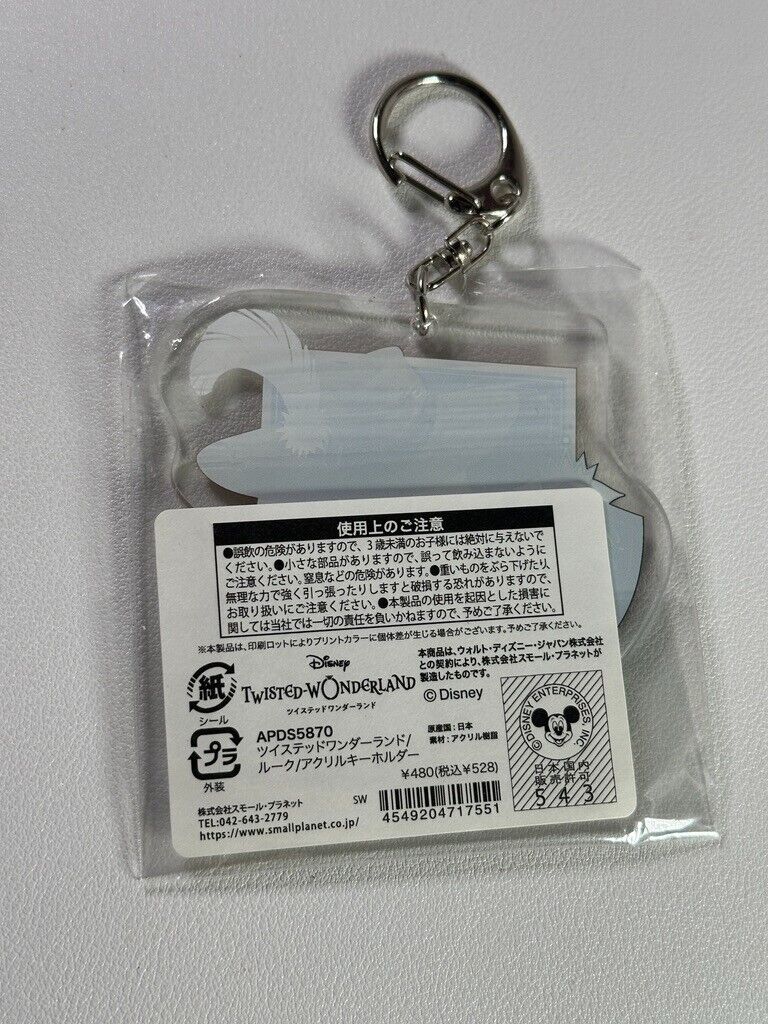 使用上のご注意
●誤飲の危険がありますので、3歳未満のお子様には絶対に与えないで
ください。●小さな部品がありますので、誤って飲み込まないように
ご注意ください。窒息などの危険があります。●重いものをぶら下げたり、
無理な力で強く引っ張ったりしますと破損する恐れがありますので、
お取り扱いにご注意ください。●本製品の使用を起因とした損害に
関しては当社では一切の責任を負いかねますので、予めご了承ください。
※本製品は、印刷ロットによりプリントカラーに個体差が生じる場合がございます。予めご了承ください。
紙
シール
Disney
TWISTED-WONDERLAND
ツイステッドワンダーランド
本商品は、ウォルト・ディズニー・ジャパン株式会社
との契約により、株式会社スモール・プラネットが
製造したものです。
©Disney
プラ
外装
APDS5870
ツイステッドワンダーランド/
ルーク/アクリルキーホルダー
原産国:日本
素材:アクリル樹脂
¥480(税込¥528)
©DISNEY ENTERPRISES, INC.
日本国内
販売許可
543
株式会社スモール・プラネット
TEL:042-643-2779
https://www.smallplanet.co.jp/
SW
4549204717551